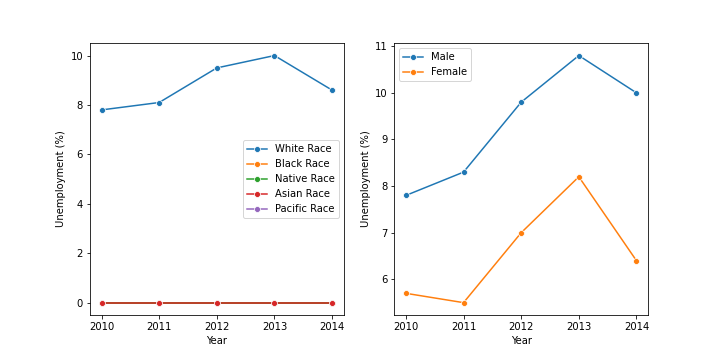 10
8
6
4
2
0
Unemployment (%)
White Race
Black Race
Native Race
Asian Race
Pacific Race
2010 2011 2012 2013 2014
Year
11
10
9
8
7
6
Unemployment (%)
Male
Female
2010 2011 2012 2013 2014
Year